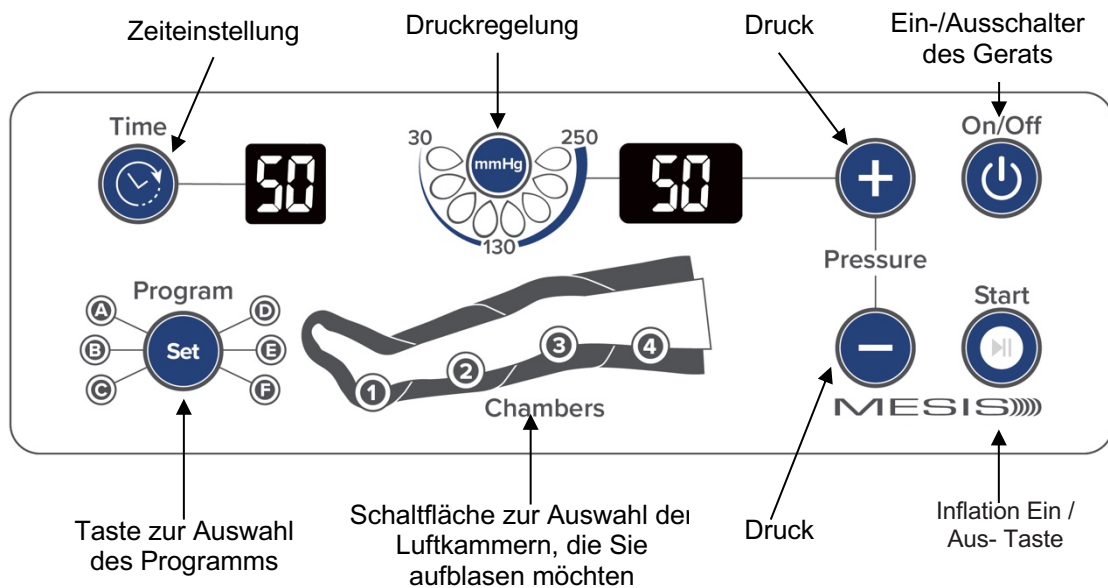 Zeiteinstellung
Druckregelung
Druck
Ein-/Ausschalter
des Gerats
Time
30
mmHg
250
130
50
50
+
On/Off
Pressure
Program
A
B
C
Set
D
E
F
1
2
3
4
Chambers
−
Start
MESIS
Taste zur Auswahl
des Programms
Schaltfläche zur Auswahl der
Luftkammern, die Sie
aufblasen möchten
Druck
Inflation Ein /
Aus- Taste